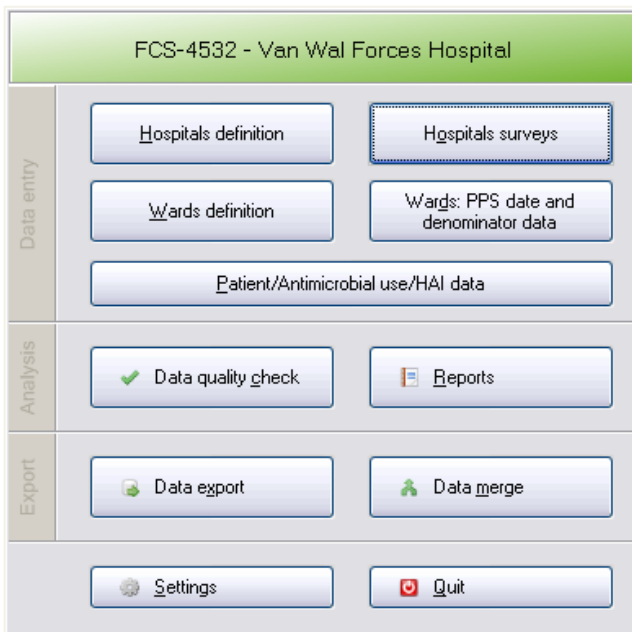 FCS-4532 - Van Wal Forces Hospital
Data entry
Hospitals definition
Hospitals surveys
Wards definition
Wards: PPS date and
denominator data
Patient/Antimicrobial use/HAI data
Analysis
Data quality check
Reports
Export
Data export
Data merge
Settings
Quit